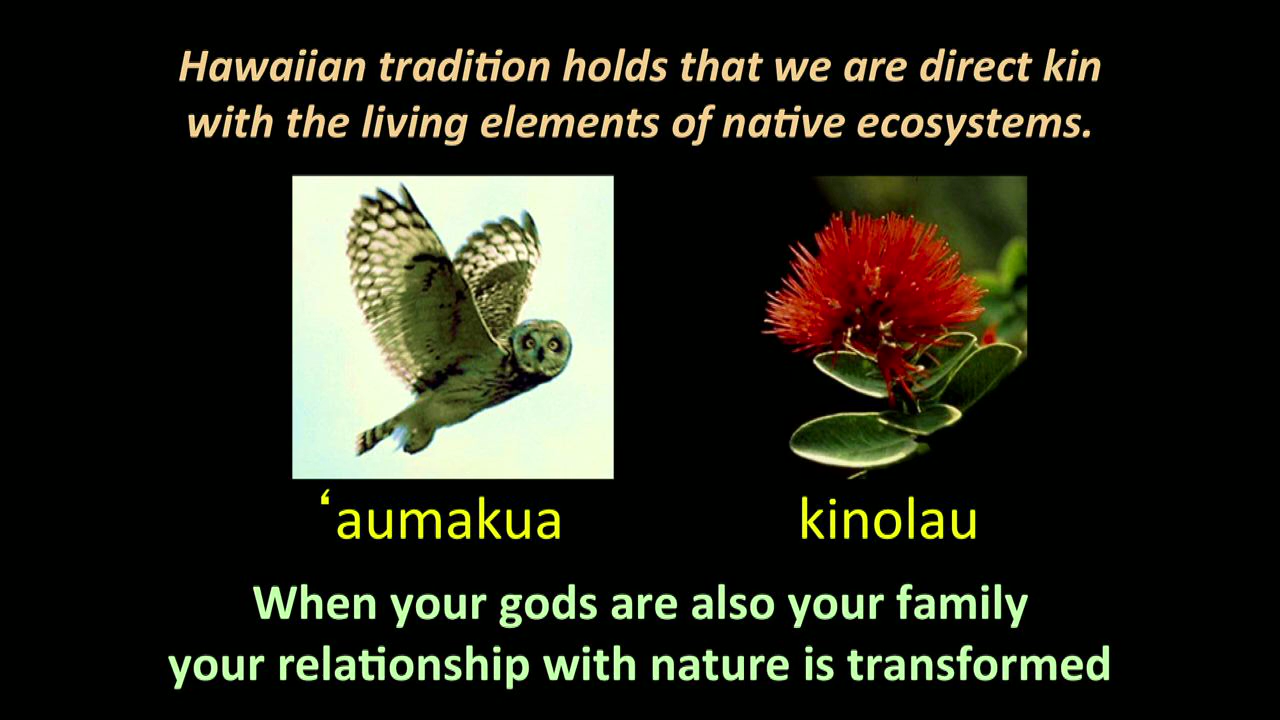 Hawaiian tradition holds that we are direct kin
with the living elements of native ecosystems.
ʻaumakua
kinolau
When your gods are also your family
your relationship with nature is transformed